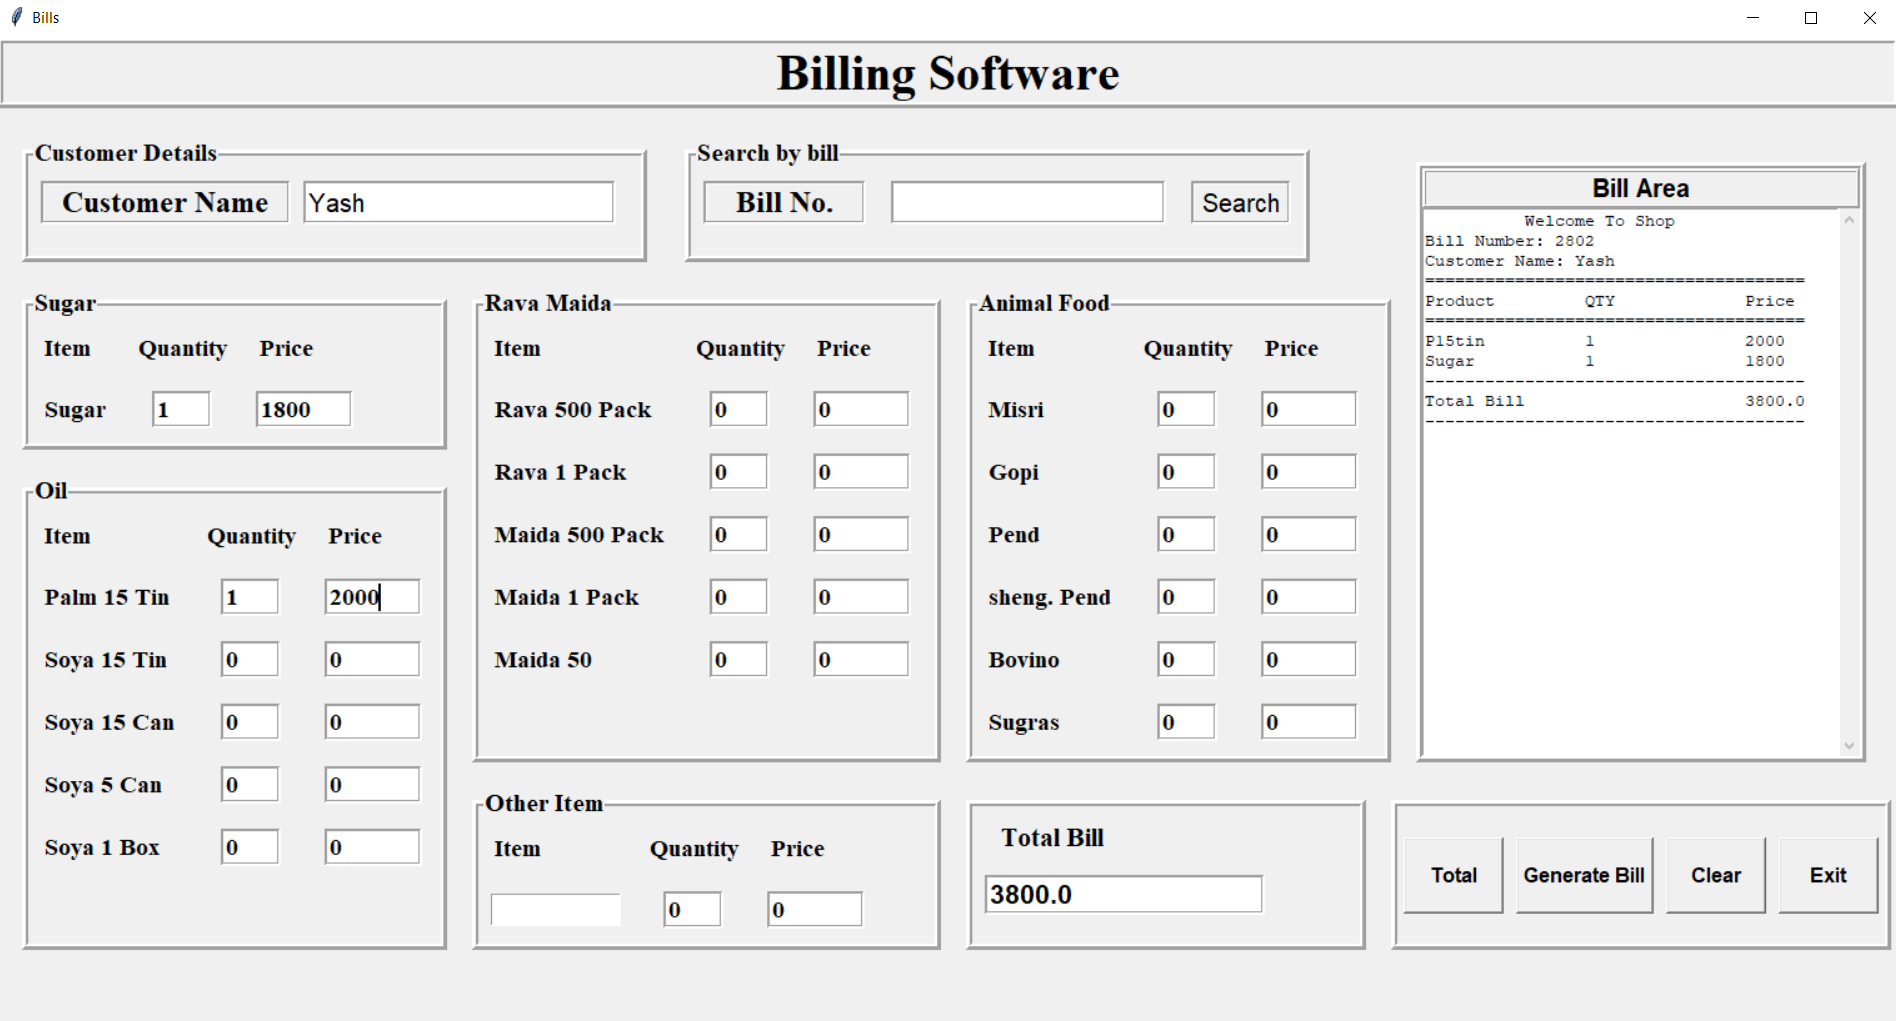 Bills
Billing Software
Customer Details
Customer Name Yash
Search by bill
Bill No. Search
Sugar
Item Quantity Price
Sugar 1 1800
Oil
Item Quantity Price
Palm 15 Tin 1 2000
Soya 15 Tin 0 0
Soya 15 Can 0 0
Soya 5 Can 0 0
Soya 1 Box 0 0
Rava Maida
Item Quantity Price
Rava 500 Pack 0 0
Rava 1 Pack 0 0
Maida 500 Pack 0 0
Maida 1 Pack 0 0
Maida 50 0 0
Other Item
Item Quantity Price
0 0
Animal Food
Item Quantity Price
Misri 0 0
Gopi 0 0
Pend 0 0
sheng. Pend 0 0
Bovino 0 0
Sugras 0 0
Total Bill
3800.0
Bill Area
Welcome To Shop
Bill Number: 2802
Customer Name: Yash
======================================
Product QTY Price
======================================
Pl5tin 1 2000
Sugar 1 1800
--------------------------------------
Total Bill 3800.0
--------------------------------------
Total Generate Bill Clear Exit